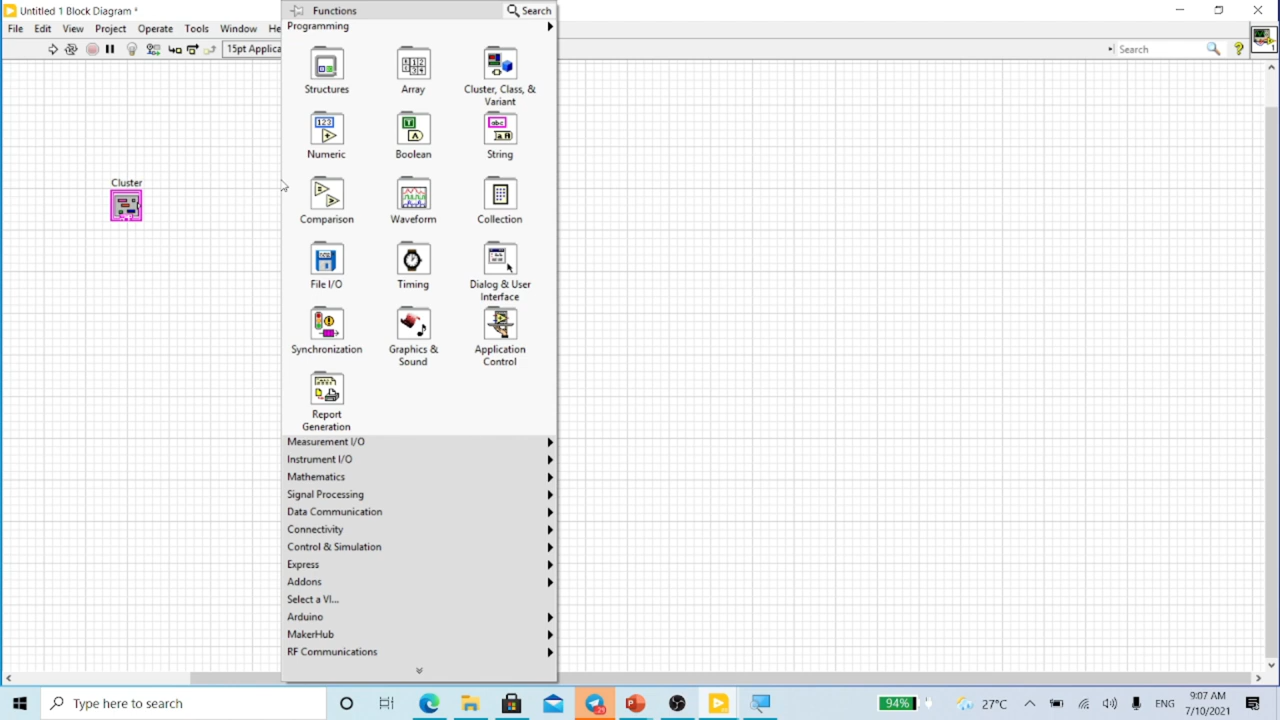 Untitled 1 Block Diagram *
File Edit View Project Operate Tools Window He
15pt Applica
Search
Functions
Search
Programming
Structures
Array
Cluster, Class, &
Variant
Numeric
Boolean
String
Comparison
Waveform
Collection
File I/O
Timing
Dialog & User
Interface
Synchronization
Graphics &
Sound
Application
Control
Report
Generation
Measurement I/O
Instrument I/O
Mathematics
Signal Processing
Data Communication
Connectivity
Control & Simulation
Express
Addons
Select a VI...
Arduino
MakerHub
RF Communications
Cluster
Type here to search
94%
27°C
9:07 AM
7/10/2021